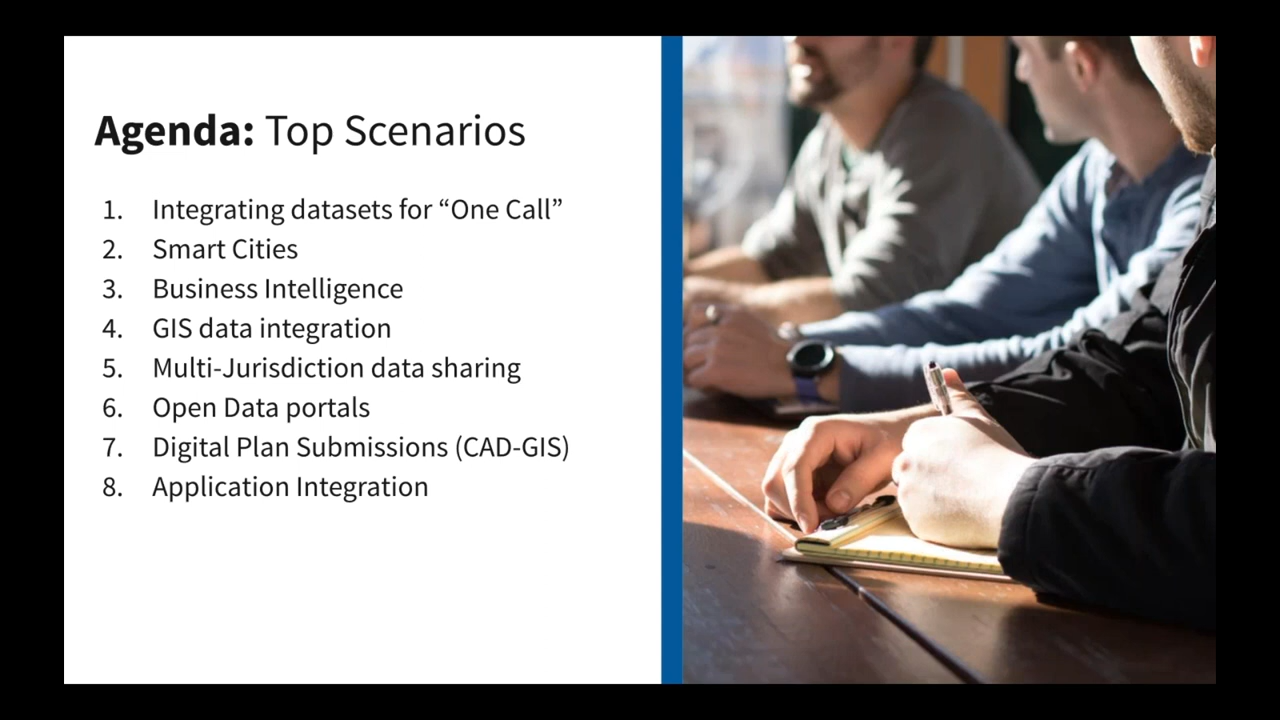 Agenda: Top Scenarios
1. Integrating datasets for “One Call”
2. Smart Cities
3. Business Intelligence
4. GIS data integration
5. Multi-Jurisdiction data sharing
6. Open Data portals
7. Digital Plan Submissions (CAD-GIS)
8. Application Integration